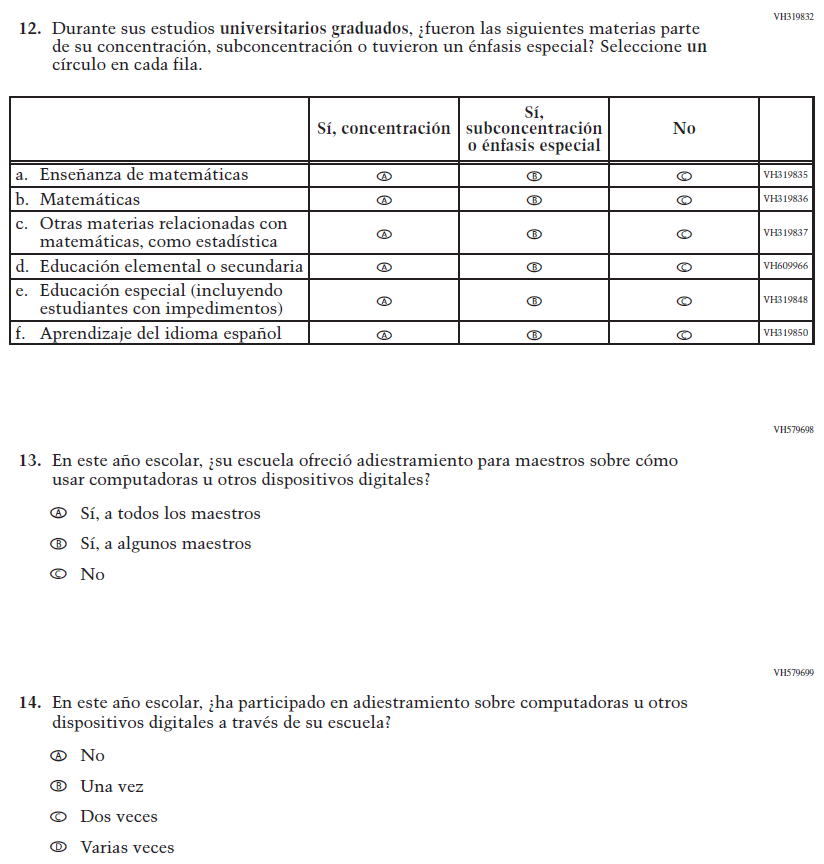 VH319832
12. Durante sus estudios universitarios graduados, ¿fueron las siguientes materias parte
de su concentración, subconcentración o tuvieron un énfasis especial? Seleccione un
círculo en cada fila.
Sí, concentración
Sí,
subconcentración
o énfasis especial
No
a. Enseñanza de matemáticas A B C VH319835
b. Matemáticas A B C VH319836
c. Otras materias relacionadas con
matemáticas, como estadística A B C VH319837
d. Educación elemental o secundaria A B C VH609966
e. Educación especial (incluyendo
estudiantes con impedimentos) A B C VH319848
f. Aprendizaje del idioma español A B C VH319850
VH579698
13. En este año escolar, ¿su escuela ofreció adiestramiento para maestros sobre cómo
usar computadoras u otros dispositivos digitales?
A Sí, a todos los maestros
B Sí, a algunos maestros
C No
VH579699
14. En este año escolar, ¿ha participado en adiestramiento sobre computadoras u otros
dispositivos digitales a través de su escuela?
A No
B Una vez
C Dos veces
D Varias veces